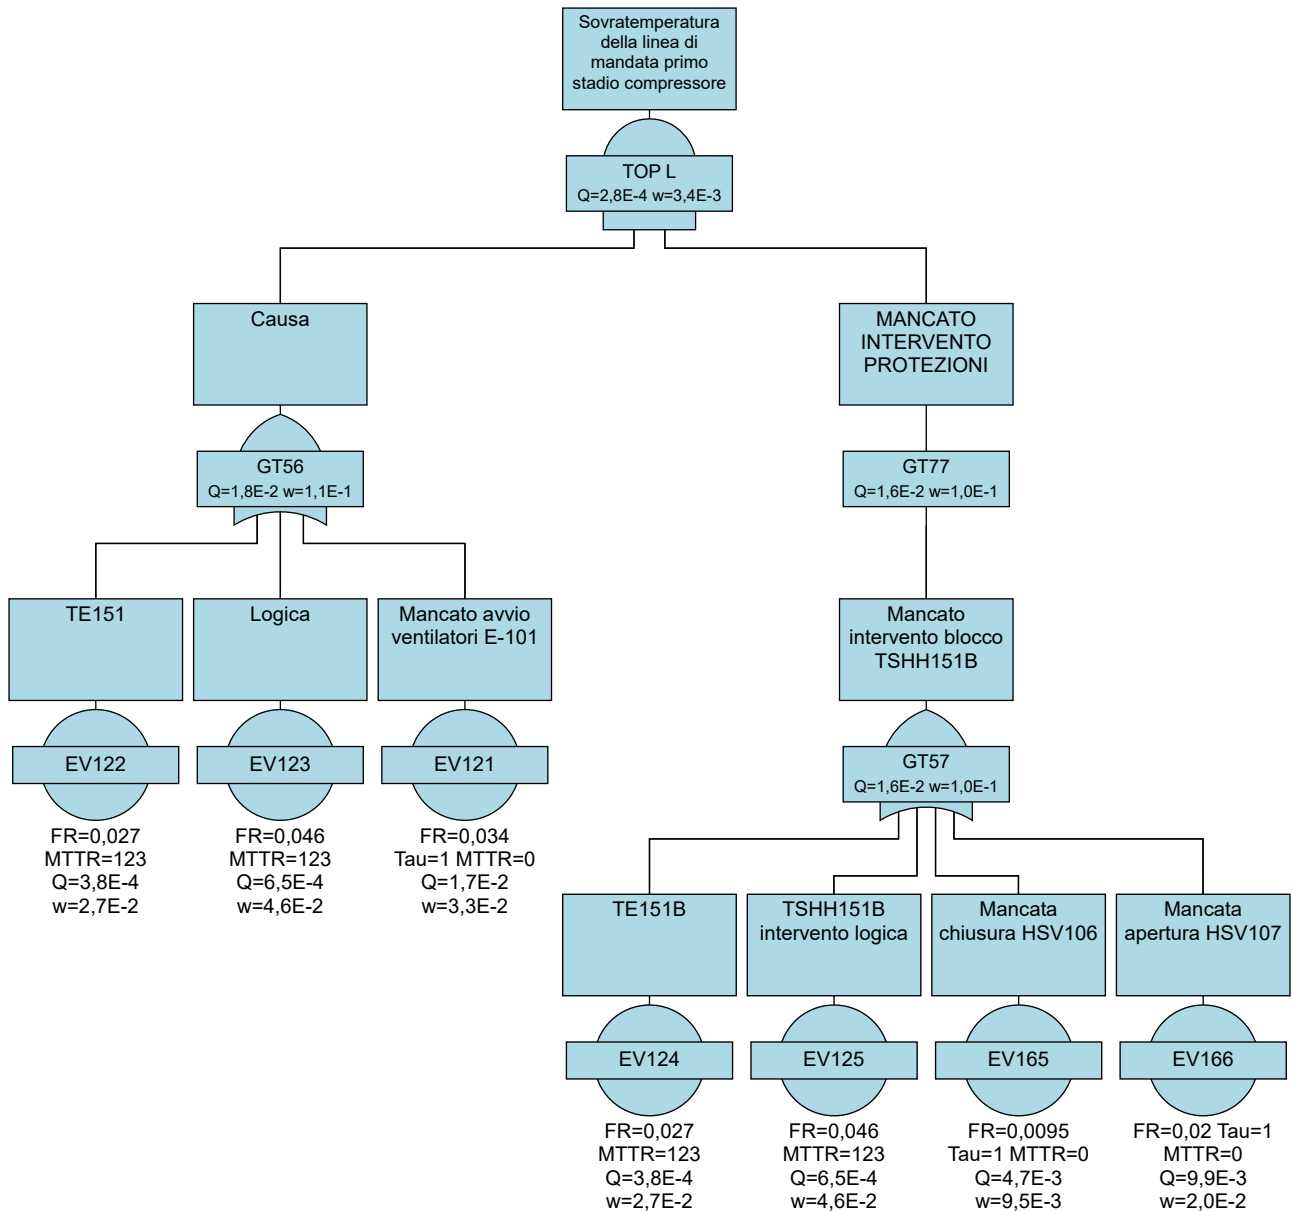 Sovratemperatura
della linea di
mandata primo
stadio compressore
TOP L
Q=2,8E-4 w=3,4E-3
Causa
MANCATO
INTERVENTO
PROTEZIONI
GT56
Q=1,8E-2 w=1,1E-1
GT77
Q=1,6E-2 w=1,0E-1
TE151
Logica
Mancato avvio
ventilatori E-101
Mancato
intervento blocco
TSHH151B
EV122
EV123
EV121
GT57
Q=1,6E-2 w=1,0E-1
FR=0,027
MTTR=123
Q=3,8E-4
w=2,7E-2
FR=0,046
MTTR=123
Q=6,5E-4
w=4,6E-2
FR=0,034
Tau=1 MTTR=0
Q=1,7E-2
w=3,3E-2
TE151B
TSHH151B
intervento logica
Mancata
chiusura HSV106
Mancata
apertura HSV107
EV124
EV125
EV165
EV166
FR=0,027
MTTR=123
Q=3,8E-4
w=2,7E-2
FR=0,046
MTTR=123
Q=6,5E-4
w=4,6E-2
FR=0,0095
Tau=1 MTTR=0
Q=4,7E-3
w=9,5E-3
FR=0,02 Tau=1
MTTR=0
Q=9,9E-3
w=2,0E-2